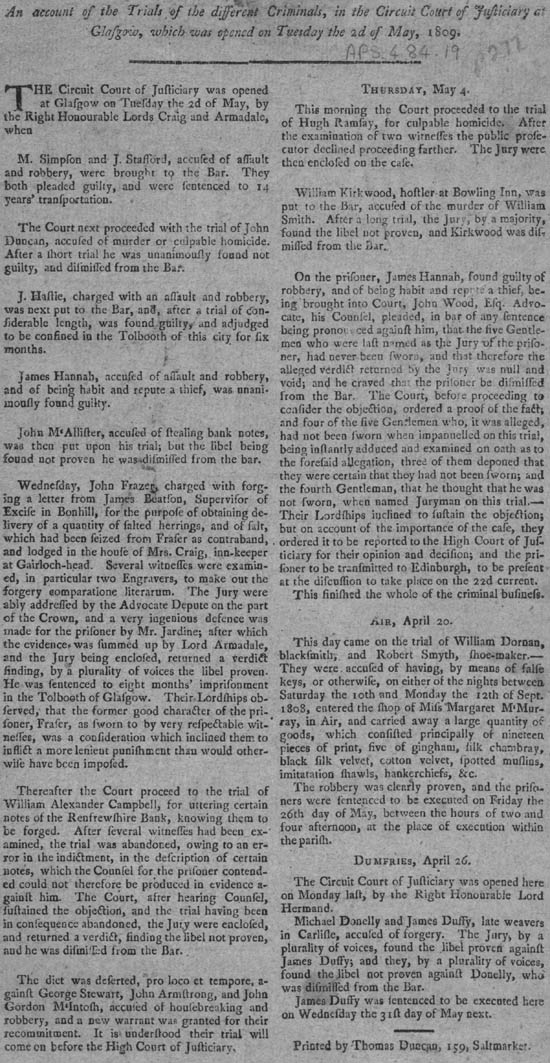 An account of the Trials of the different Criminals, in the Circuit Court of Juſticiary at
Glaſgow, which was opened on Tueſday the 2d of May, 1809.
APS.4.84.19
THE Circuit Court of Juſticiary was opened
at Glaſgow on Tueſday the 2d of May, by
the Right Honourable Lords Craig and Armadale,
when
M. Simpſon and J. Stafford, accuſed of aſſault
and robbery, were brought to the Bar. They
both pleaded guilty, and were ſentenced to 14
years' tranſportation.
The Court next proceeded with the trial of John
Duncan, accuſed of murder or culpable homicide.
After a ſhort trial he was unanimouſly found not
guilty, and diſmiſſed from the Bar.
J. Haſtie, charged with an aſſault and robbery,
was next put to the Bar, and, after a trial of con-
ſiderable length, was found guilty, and adjudged
to be confined in the Tolbooth of this city for ſix
months.
James Hannah, accuſed of aſſault and robbery,
and of being habit and repute a thief, was unani-
mouſly found guilty.
John M'Alliſter, accuſed of ſtealing bank notes,
was then put upon his trial; but the libel being
found not proven he was diſmiſſed from the bar.
Wedneſday, John Frazer, charged with forg-
ing a letter from James Beatſon, Superviſor of
Exciſe in Bonhill, for the purpoſe of obtaining de-
livery of a quantity of ſalted herrings, and of ſalt,
which had been ſeized from Fraſer as contraband,
and lodged in the houſe of Mrs. Craig, inn-keeper
at Gairloch-head. Several witneſſes were examin-
ed, in particular two Engravers, to make out the
forgery comparatione literarum. The Jury were
ably addreſſed by the Advocate Depute on the part
of the Crown, and a very ingenious defence was
made for the priſoner by Mr. Jardine; after which
the evidence was ſummed up by Lord Armadale,
and the Jury being encloſed, returned a verdict
finding, by a plurality of voices the libel proven.
He was ſentenced to eight months' impriſonment
in the Tolbooth of Glaſgow. Their Lordſhips ob-
ſerved, that the former good character of the pri-
ſoner, Fraſer, as ſworn to by very reſpectable wit-
neſſes, was a conſideration which inclined them to
inflict a more lenient puniſhment than would other-
wiſe have been impoſed.
Thereafter the Court proceed to the trial of
William Alexander Campbell, for uttering certain
notes of the Renfrewſhire Bank, knowing them to
be forged. After ſeveral witneſſes had been ex-
amined, the trial was abandoned, owing to an er-
ror in the indictment, in the deſcription of certain
notes, which the Counſel for the priſoner contend-
ed could not therefore be produced in evidence a-
gainſt him. The Court, after hearing Counſel,
ſuſtained the objection, and the trial having been
in conſequence abandoned, the Jury were encloſed,
and returned a verdict, finding the libel not proven,
and he was diſmiſſed from the Bar.
The diet was deſerted, pro loco et tempore, a-
gainſt George Stewart, John Armſtrong, and John
Gordon M'Intoſh, accuſed of houſebreaking and
robbery, and a new warrant was granted for their
recommitment. It is underſtood their trial will
come on before the High Court of Juſticiary.
THURSDAY, May 4.
This morning the Court proceeded to the trial
of Hugh Ramſay, for culpable homicide. After
the examination of two witneſſes the public proſe-
cutor declined proceeding farther. The Jury were
then encloſed on the caſe.
William Kirkwood, hoſtler at Bowling Inn, was
put to the Bar, accuſed of the murder of William
Smith. After a long trial, the Jury, by a majority,
found the libel not proven, and Kirkwood was diſ-
miſſed from the Bar.
On the priſoner, James Hannah, found guilty of
robbery, and of being habit and repute a thief, be-
ing brought into Court, John Wood, Eſq. Advo-
cate, his Counſel, pleaded, in bar of any ſentence
being pronounced againſt him, that the five Gentle-
men who were laſt named as the Jury of the priſo-
ner, had never been ſworn, and that therefore the
alleged verdict returned by the Jury was null and
void; and he craved that the priſoner be diſmiſſed
from the Bar. The Court, before proceeding to
conſider the objection, ordered a proof of the fact;
and four of the five Gentlemen who, it was alleged,
had not been ſworn when impannelled on this trial,
being inſtantly adduced and examined on oath as to
the foreſaid allegation, three of them deponed that
they were certain that they had not been ſworn; and
the fourth Gentleman, that he thought that he was
not ſworn, when named Juryman on this trial.—
Their Lordſhips inclined to ſuſtain the objection;
but on account of the importance of the caſe, they
ordered it to be reported to the High Court of Juſ-
ticiary for their opinion and deciſion; and the pri-
ſoner to be tranſmitted to Edinburgh, to be preſent
at the diſcuſſion to take place on the 22d current.
This finiſhed the whole of the criminal buſineſs.
AIR, April 20.
This day came on the trial of William Dornan,
blackſmith, and Robert Smyth, ſhoe-maker.—
They were accuſed of having, by means of falſe
keys, or otherwiſe, on either of the nights between
Saturday the 10th and Monday the 12th of Sept.
1808, entered the ſhop of Miſs Margaret M'Mur-
ray, in Air, and carried away a large quantity of
goods, which conſiſted principally of nineteen
pieces of print, five of gingham, ſilk chambray,
black ſilk velvet, cotton velvet, ſpotted muſlins,
imitatation ſhawls, hankerchiefs, &c.
The robbery was clearly proven, and the priſo-
ners were ſentenced to be executed on Friday the
26th day of May, between the hours of two and
four afternoon, at the place of execution within
the pariſh.
DUMFRIES, April 26.
The Circuit Court of Juſticiary was opened here
on Monday laſt, by the Right Honourable Lord
Hermand.
Michael Donelly and James Duffy, late weavers
in Carliſle, accuſed of forgery. The Jury, by a
plurality of voices, found the libel proven againſt
James Duffy; and they, by a plurality of voices,
found the libel not proven againſt Donelly, who
was diſmiſſed from the Bar.
James Duffy was ſentenced to be executed here
on Wedneſday the 31ſt day of May next.
Printed by Thomas Duncan, 159, Saltmarket.